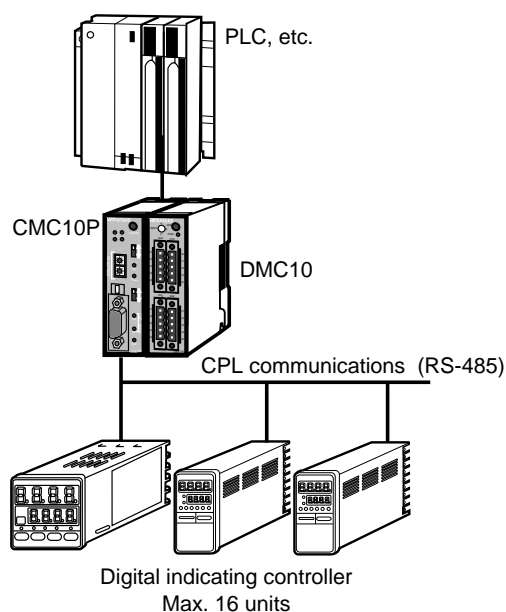 PLC, etc.
CMC10P
DMC10
CPL communications (RS-485)
Digital indicating controller
Max. 16 units